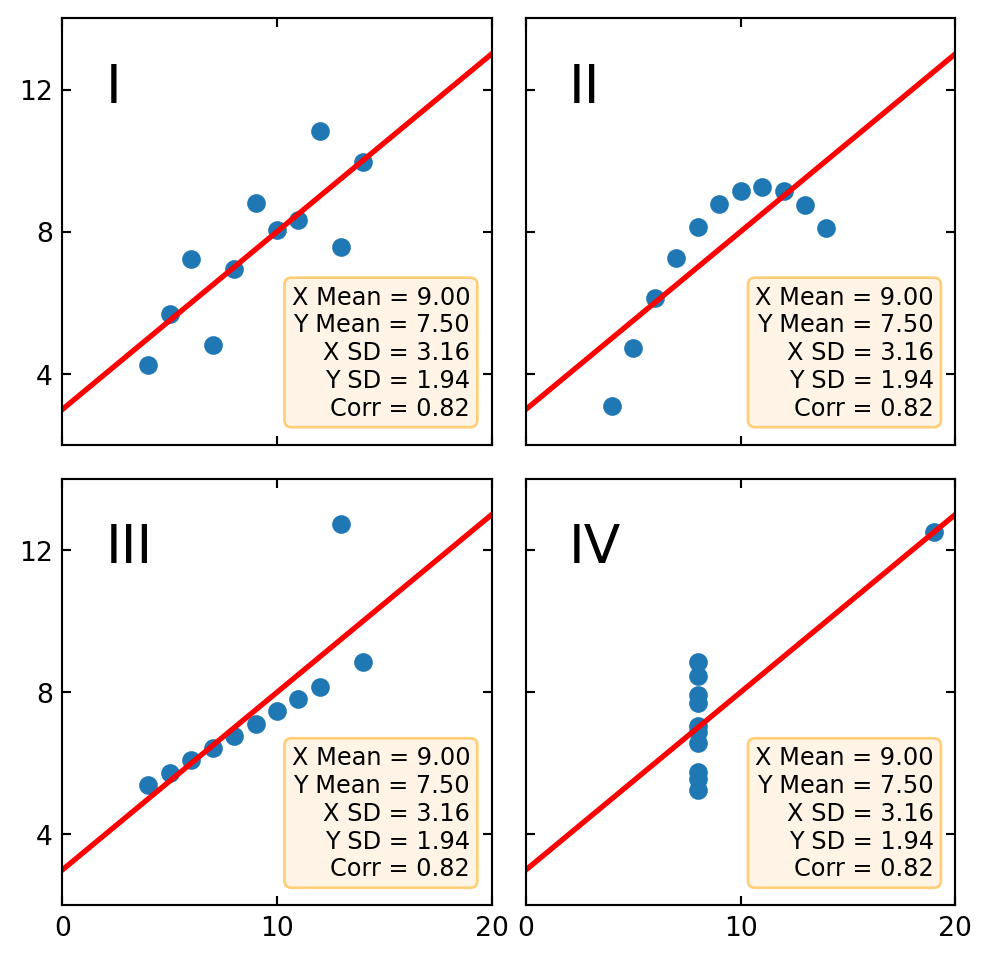 I
12
8
4
X Mean = 9.00
Y Mean = 7.50
X SD = 3.16
Y SD = 1.94
Corr = 0.82
II
X Mean = 9.00
Y Mean = 7.50
X SD = 3.16
Y SD = 1.94
Corr = 0.82
III
12
8
4
X Mean = 9.00
Y Mean = 7.50
X SD = 3.16
Y SD = 1.94
Corr = 0.82
0 10 20
IV
X Mean = 9.00
Y Mean = 7.50
X SD = 3.16
Y SD = 1.94
Corr = 0.82
0 10 20